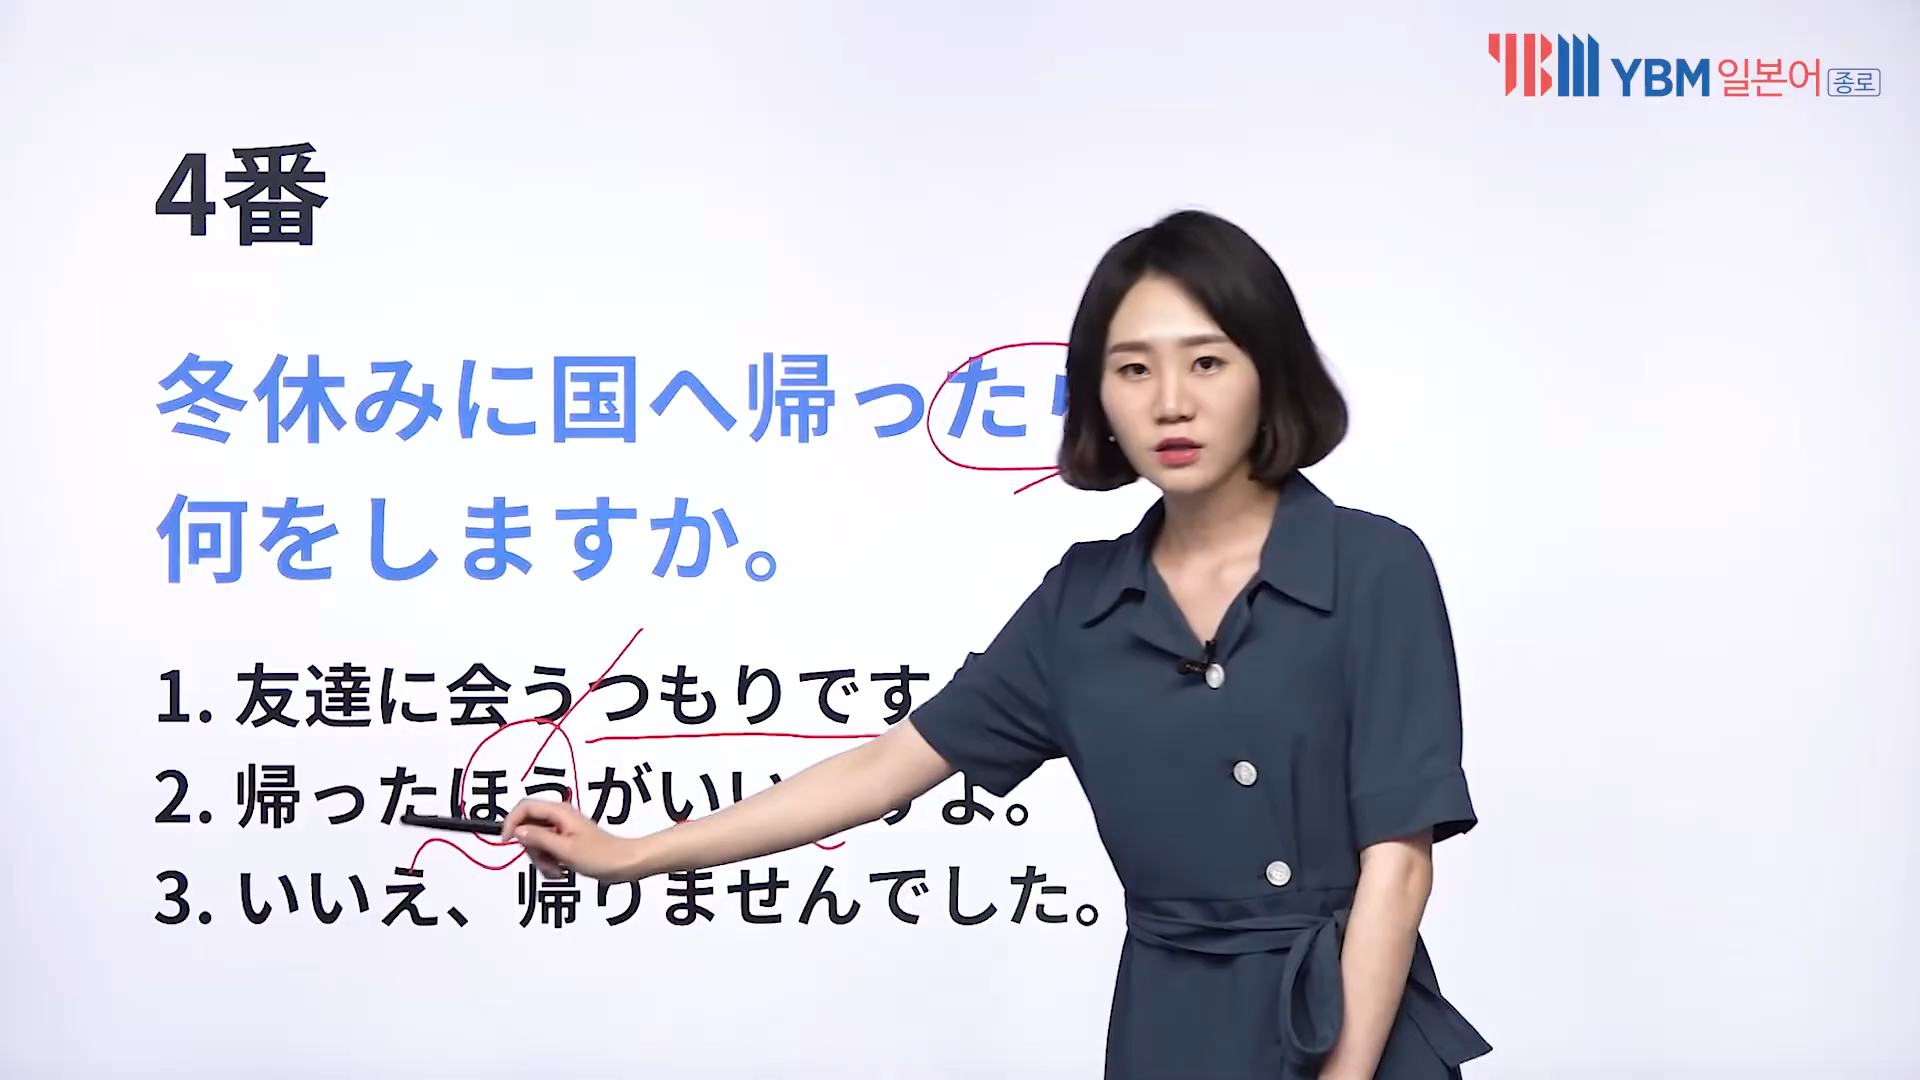 YBM YBM 일본어 종로
4番
冬休みに国へ帰った
何をしますか。
1. 友達に会うつもりです
2. 帰ったほうがいい よ。
3. いいえ、帰りませんでした。